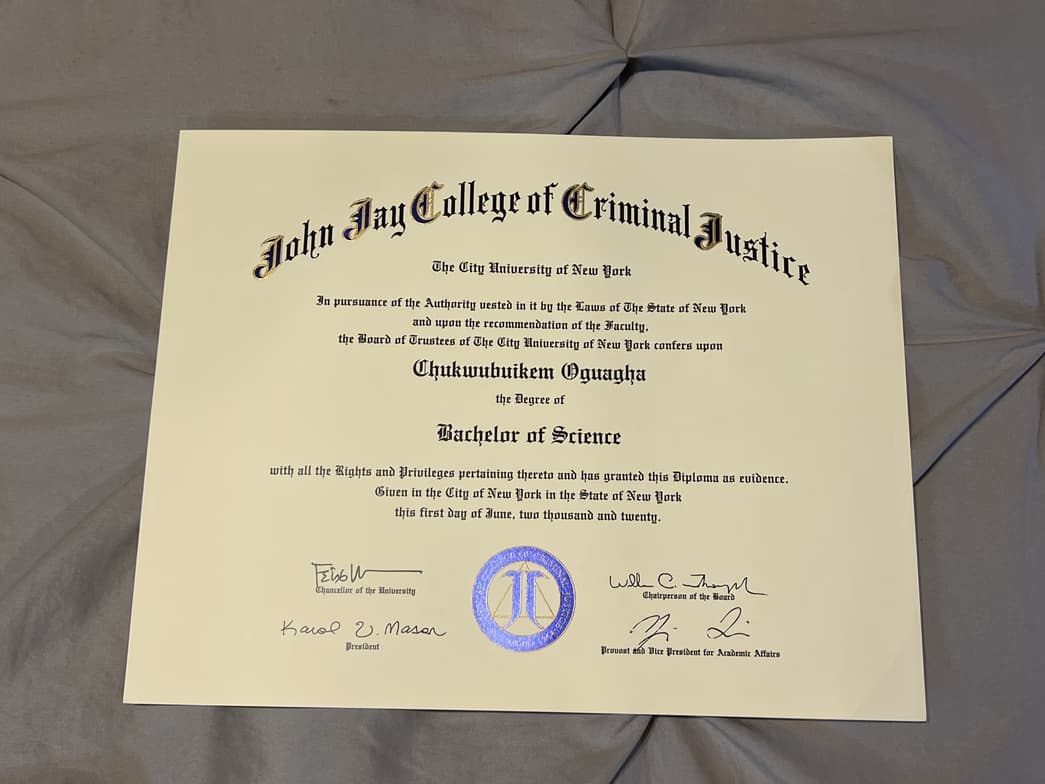 John Jay College of Criminal Justice
The City University of New York
In pursuance of the Authority vested in it by the Laws of The State of New York
and upon the recommendation of the Faculty,
the Board of Trustees of The City University of New York confers upon
Chukwubuikem Oguagha
the Degree of
Bachelor of Science
with all the Rights and Privileges pertaining thereto and has granted this Diploma as evidence.
Given in the City of New York in the State of New York
this first day of June, two thousand and twenty.
Chancellor of the University
Chairperson of the Board
Karol V. Mason
President
Provost and Vice President for Academic Affairs